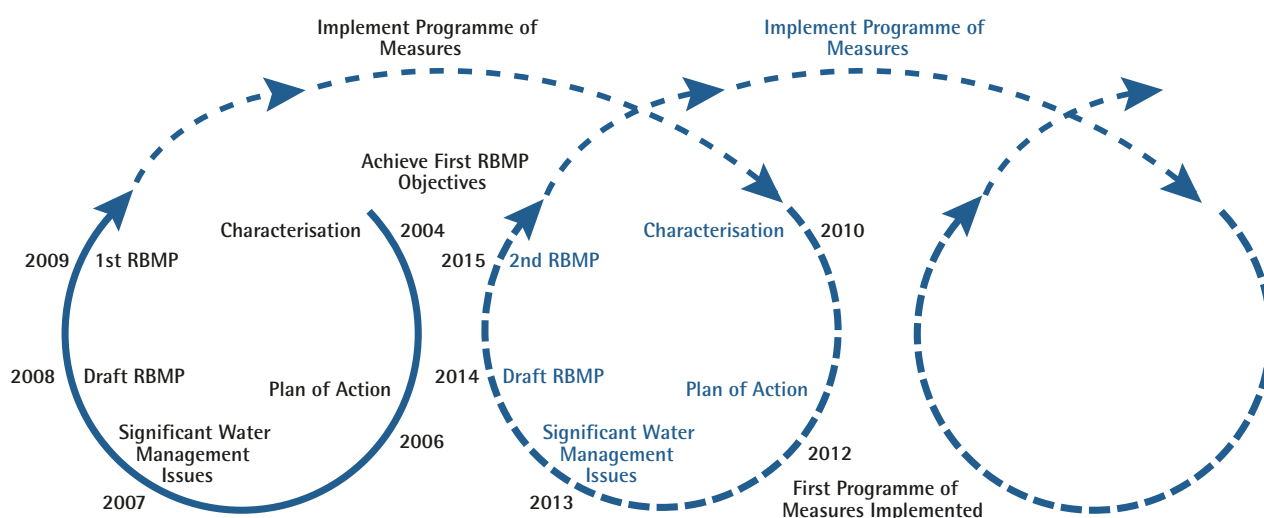 Implement Programme of
Measures
Implement Programme of
Measures
Achieve First RBMP
Objectives
Characterisation
2004
2009
1st RBMP
2008
Draft RBMP
Plan of Action
Significant Water
Management
Issues
2006
2007
Characterisation
2010
2015
2nd RBMP
2014
Draft RBMP
Plan of Action
Significant Water
Management
Issues
2012
2013
First Programme of
Measures Implemented